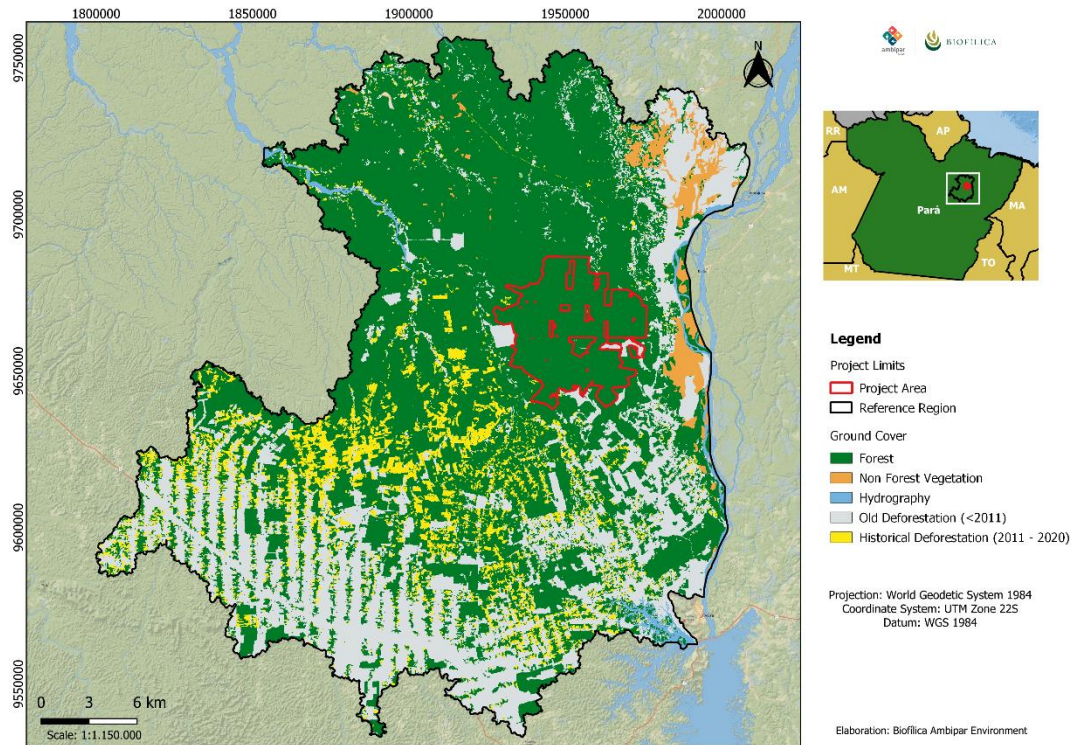 1800000 1850000 1900000 1950000 2000000
9750000
9700000
9650000
9600000
9550000
N
ambipar
BIOFÍLICA
RR
AP
AM
Pará
MA
MT
TO
Legend
Project Limits
Project Area
Reference Region
Ground Cover
Forest
Non Forest Vegetation
Hydrography
Old Deforestation (<2011)
Historical Deforestation (2011 - 2020)
Projection: World Geodetic System 1984
Coordinate System: UTM Zone 22S
Datum: WGS 1984
0 3 6 km
Scale: 1:1.150.000
Elaboration: Biofílica Ambipar Environment